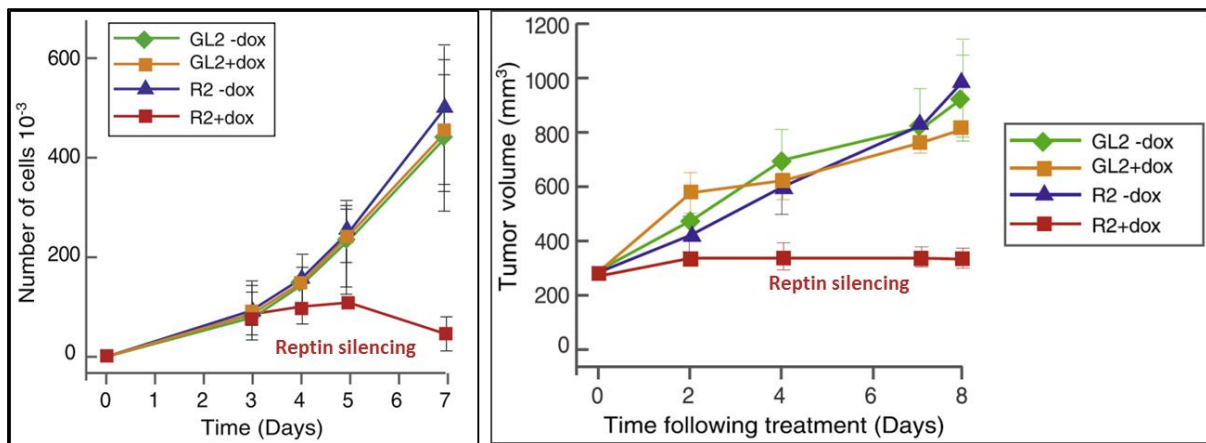 Number of cells 10-3
600
400
200
0
GL2 -dox
GL2+dox
R2 -dox
R2+dox
Reptin silencing
0 1 2 3 4 5 6 7
Time (Days)
Tumor volume (mm3)
1200
1000
800
600
400
200
0
Reptin silencing
0 2 4 6 8
Time following treatment (Days)
GL2 -dox
GL2+dox
R2 -dox
R2+dox